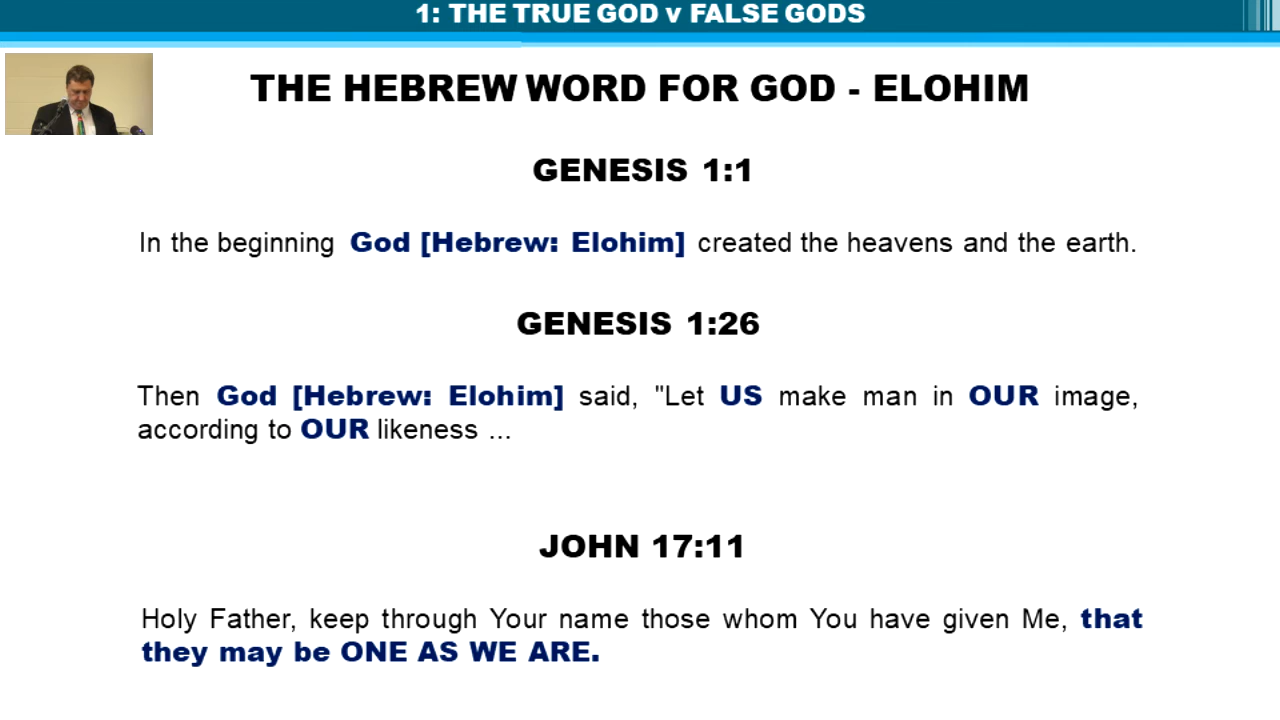 1: THE TRUE GOD v FALSE GODS
THE HEBREW WORD FOR GOD - ELOHIM
GENESIS 1:1
In the beginning God [Hebrew: Elohim] created the heavens and the earth.
GENESIS 1:26
Then God [Hebrew: Elohim] said, "Let US make man in OUR image,
according to OUR likeness ...
JOHN 17:11
Holy Father, keep through Your name those whom You have given Me, that
they may be ONE AS WE ARE.